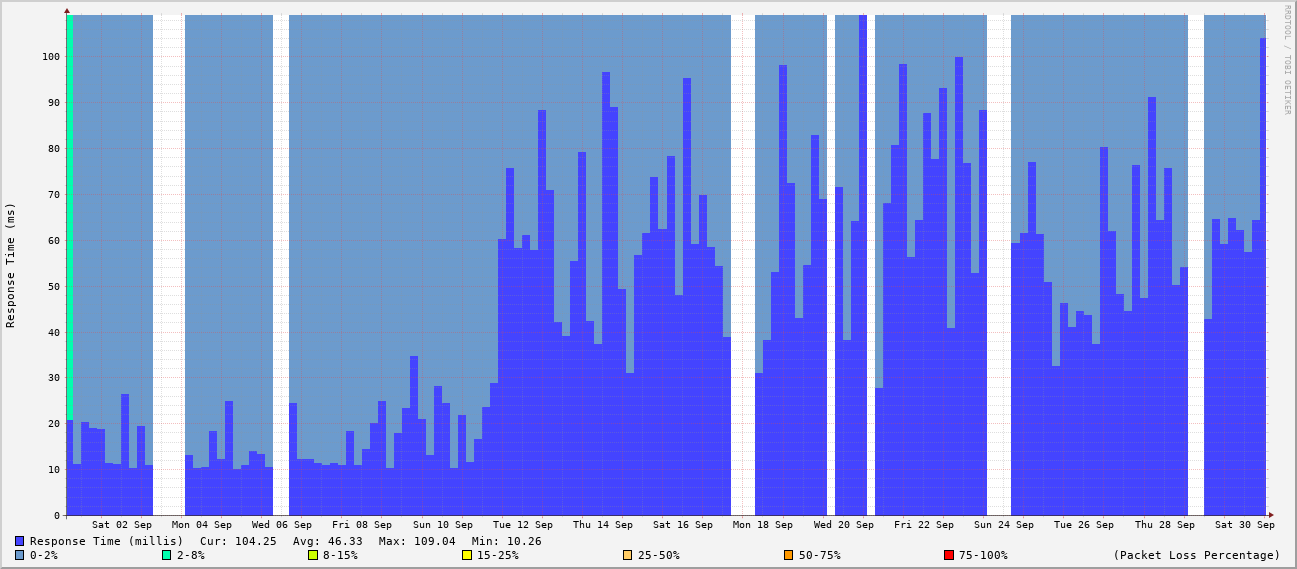 RRDTOOL / TOBI OETIKER
Response Time (ms)
100
90
80
70
60
50
40
30
20
10
0
Sat 02 Sep Mon 04 Sep Wed 06 Sep Fri 08 Sep Sun 10 Sep Tue 12 Sep Thu 14 Sep Sat 16 Sep Mon 18 Sep Wed 20 Sep Fri 22 Sep Sun 24 Sep Tue 26 Sep Thu 28 Sep Sat 30 Sep
Response Time (millis) Cur: 104.25 Avg: 46.33 Max: 109.04 Min: 10.26
0-2% 2-8% 8-15% 15-25% 25-50% 50-75% 75-100% (Packet Loss Percentage)